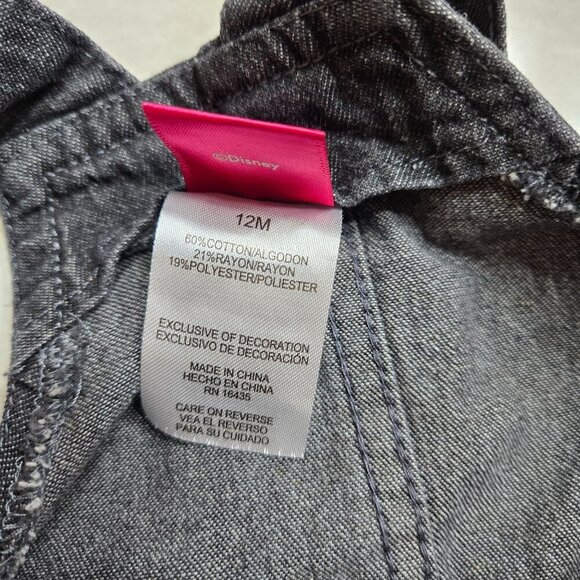 ©Disney
12M
60%COTTON/ALGODON
21%RAYON/RAYON
19%POLYESTER/POLIESTER
EXCLUSIVE OF DECORATION
EXCLUSIVO DE DECORACIÓN
MADE IN CHINA
HECHO EN CHINA
RN 16435
CARE ON REVERSE
VEA EL REVERSO
PARA SU CUIDADO